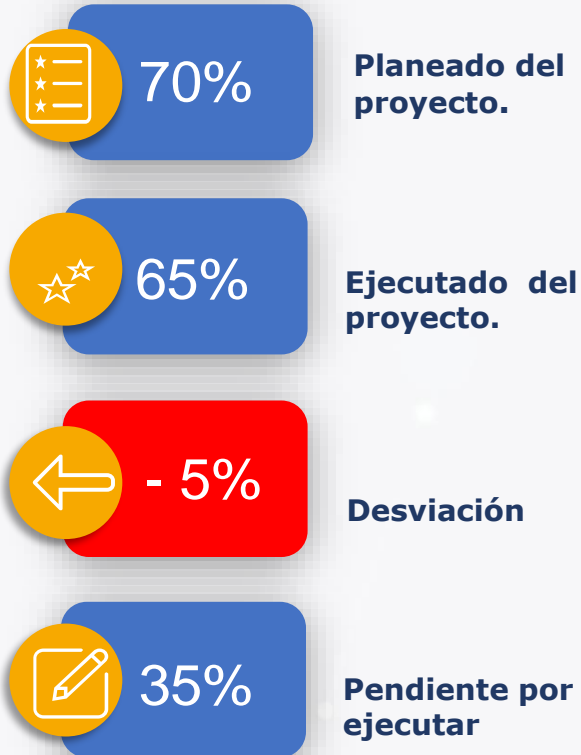 70%
Planeado del
proyecto.
65%
Ejecutado del
proyecto.
- 5%
Desviación
35%
Pendiente por
ejecutar